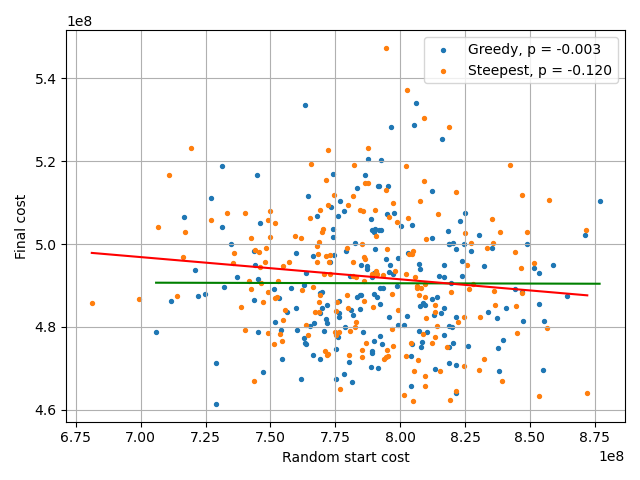 1e8
Greedy, p = -0.003
Steepest, p = -0.120
5.4
5.2
5.0
4.8
4.6
Final cost
6.75 7.00 7.25 7.50 7.75 8.00 8.25 8.50 8.75
Random start cost
1e8